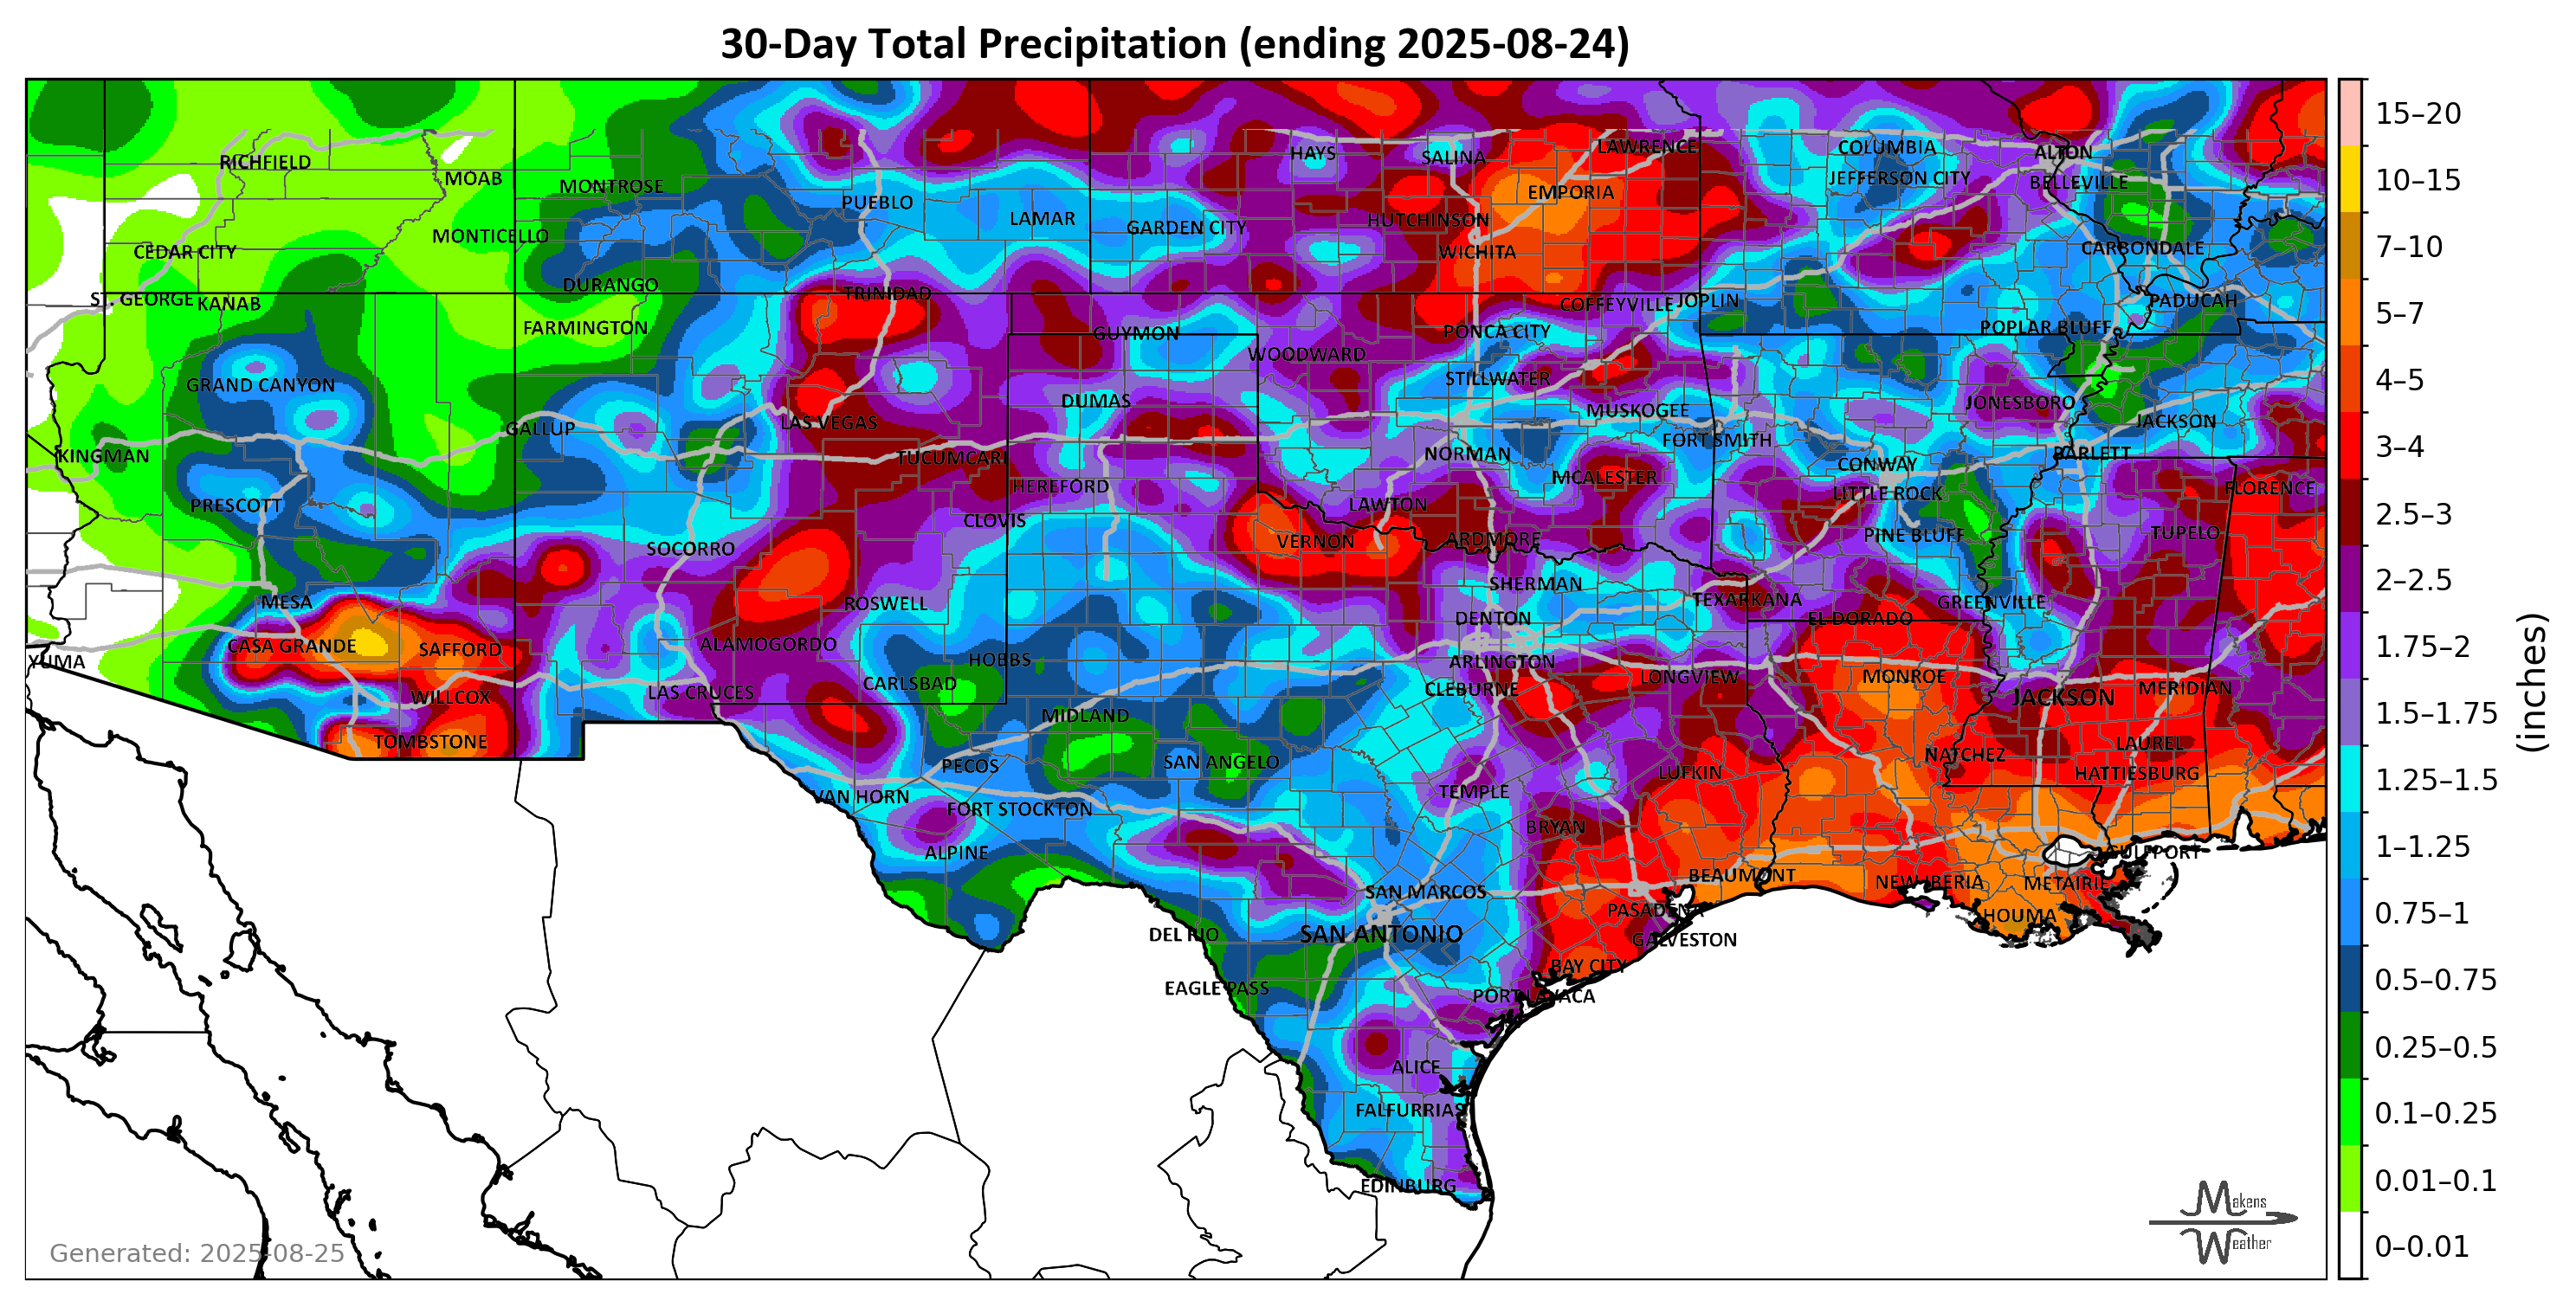 30-Day Total Precipitation (ending 2025-08-24)
RICHFIELD
MOAB
MONTROSE
HAYS
SALINA
LAWRENCE
COLUMBIA
ALTON
JEFFERSON CITY
BELLEVILLE
EMPORIA
PUEBLO
LAMAR
GARDEN CITY
HUTCHINSON
MONTICELLO
CEDAR CITY
WICHITA
CARBONDALE
DURANGO
TRINIDAD
ST. GEORGE
KANAB
COFFEYVILLE
JOPLIN
PADUCAH
FARMINGTON
GUYMON
PONCA CITY
POPLAR BLUFF
WOODWARD
GRAND CANYON
STILLWATER
DUMAS
MUSKOGEE
JONESBORO
GALLUP
LAS VEGAS
JACKSON
FORT SMITH
KINGMAN
TUCUMCARI
NORMAN
BARLETT
CONWAY
MCALESTER
HEREFORD
LITTLE ROCK
FLORENCE
PRESCOTT
LAWTON
CLOVIS
TUPELO
PINE BLUFF
SOCORRO
VERNON
ARDMORE
SHERMAN
MESA
ROSWELL
TEXARKANA
GREENVILLE
DENTON
EL DORADO
CASA GRANDE
SAFFORD
ALAMOGORDO
HOBBS
ARLINGTON
YUMA
WILLCOX
LAS CRUCES
CARLSBAD
CLEBURNE
LONGVIEW
MONROE
JACKSON
MERIDIAN
MIDLAND
TOMBSTONE
NATCHEZ
LAUREL
PECOS
SAN ANGELO
LUFKIN
HATTIESBURG
VAN HORN
FORT STOCKTON
TEMPLE
BRYAN
ALPINE
GULFPORT
SAN MARCOS
BEAUMONT
NEW IBERIA
METAIRIE
PASADENA
HOUMA
DEL RIO
SAN ANTONIO
GALVESTON
BAY CITY
EAGLE PASS
PORT LAVACA
ALICE
FALFURRIAS
EDINBURG
Generated: 2025-08-25
Makens
Weather
15–20
10–15
7–10
5–7
4–5
3–4
2.5–3
2–2.5
1.75–2
1.5–1.75
1.25–1.5
1–1.25
0.75–1
0.5–0.75
0.25–0.5
0.1–0.25
0.01–0.1
0–0.01
(inches)